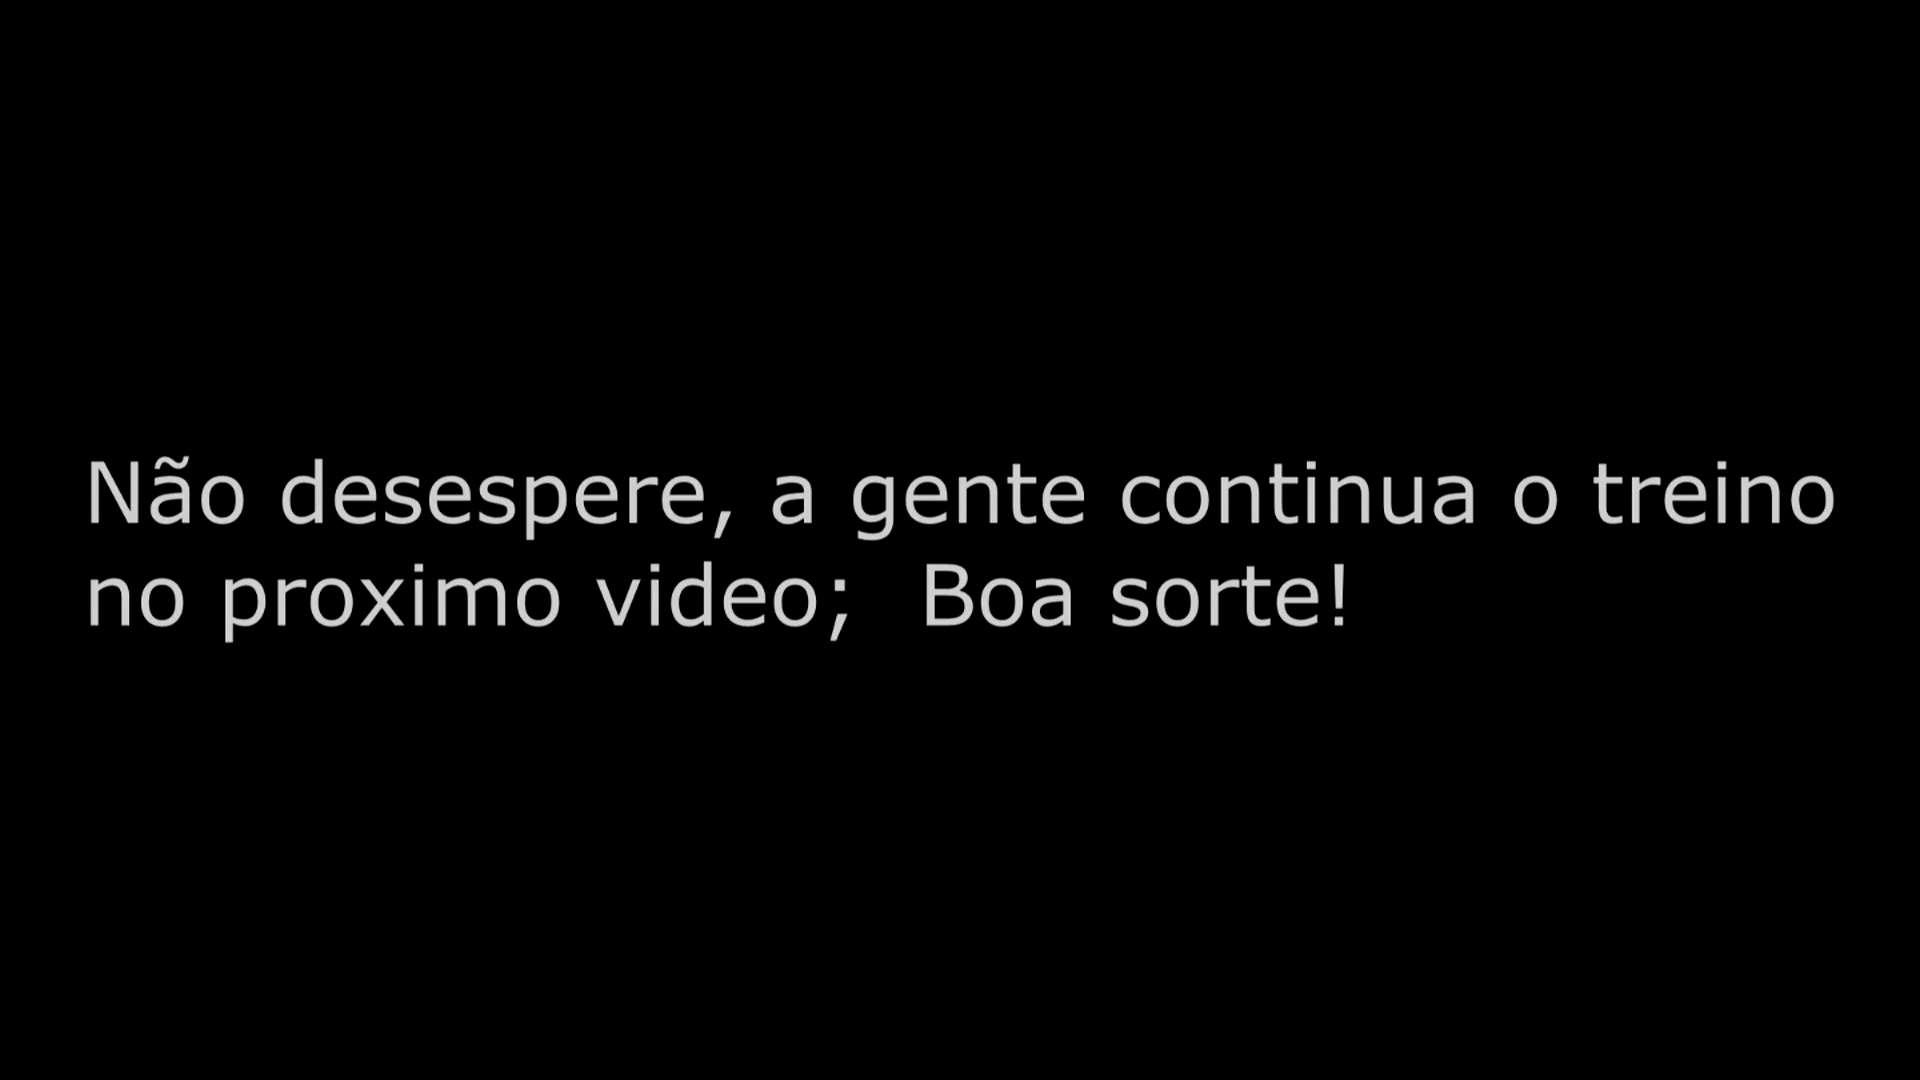 Não desespere, a gente continua o treino
no proximo video;  Boa sorte!